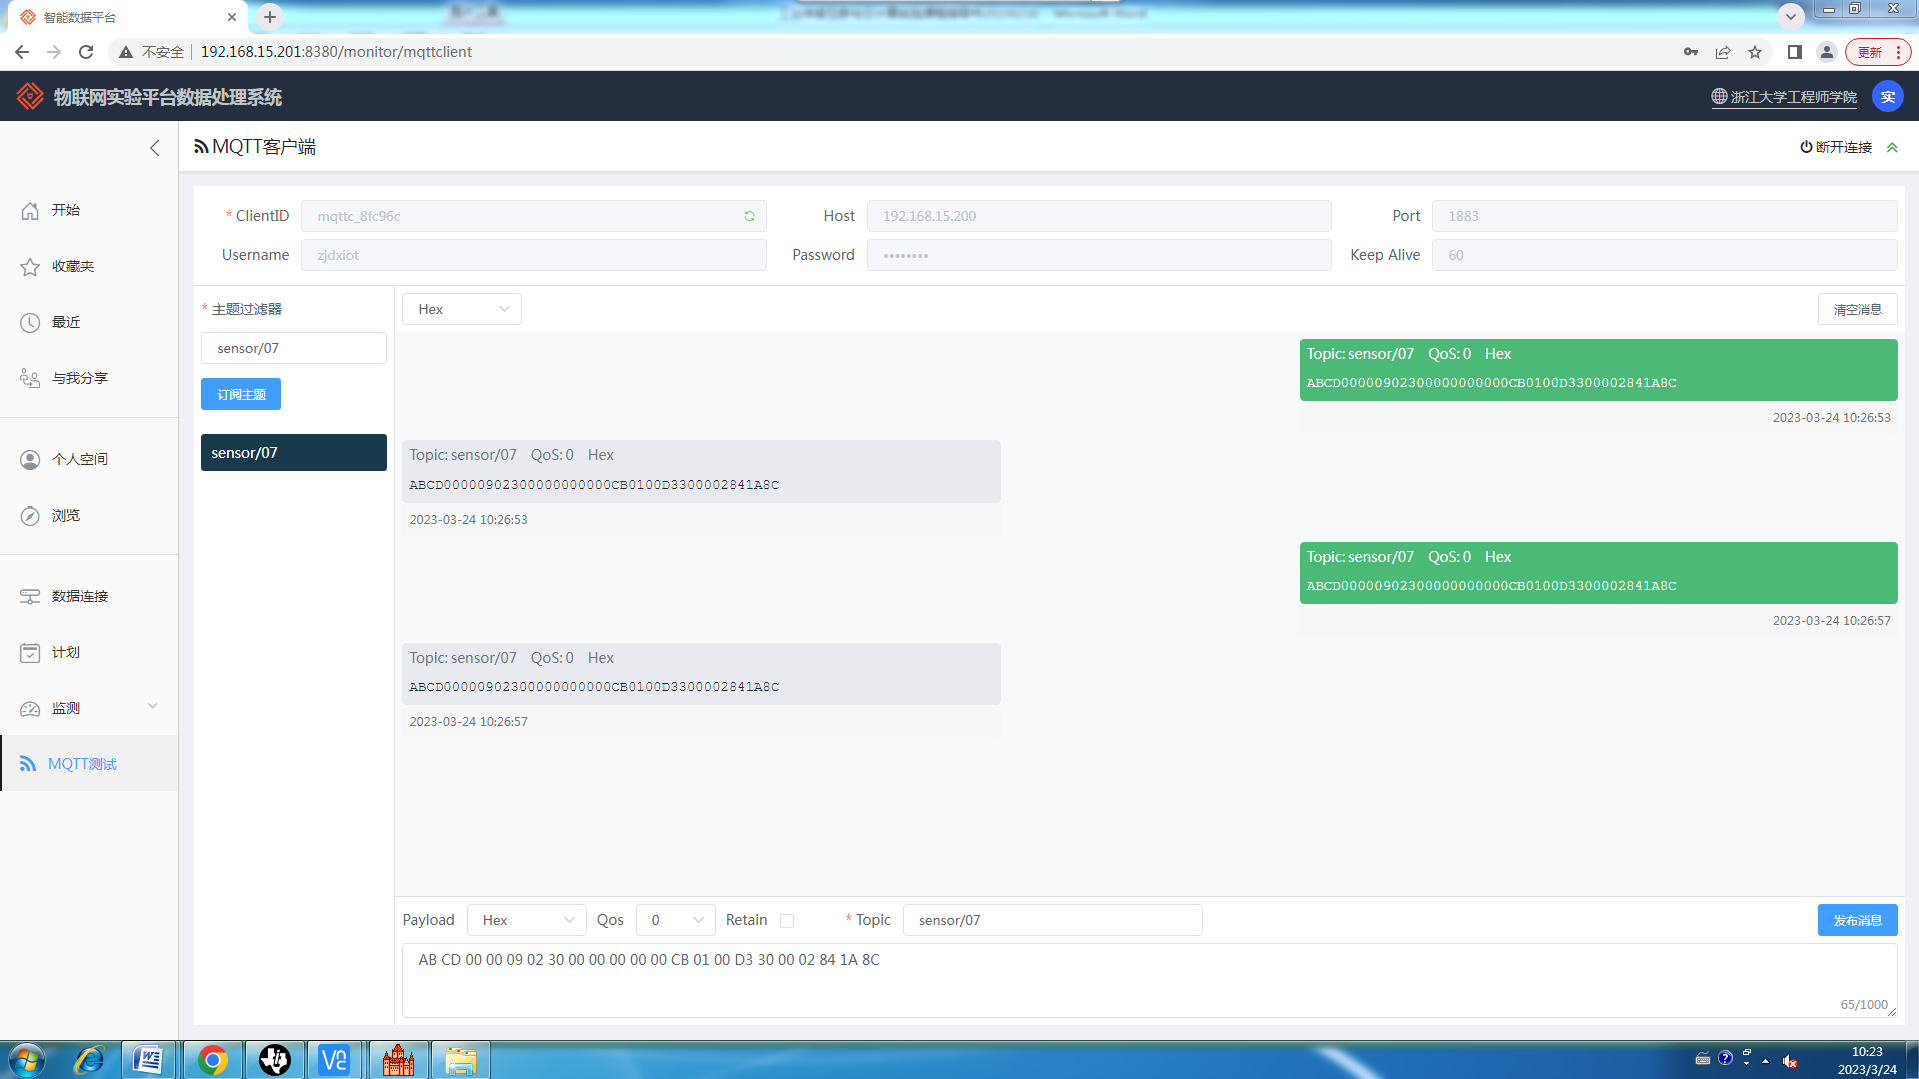 智能数据平台
不安全
192.168.15.201:8380/monitor/mqttclient
更新
物联网实验平台数据处理系统
浙江大学工程师学院
实
MQTT客户端
断开连接
* ClientID
mqttc_8fc96c
Host
192.168.15.200
Port
1883
Username
zjdxiot
Password
••••••••
Keep Alive
60
开始
收藏夹
最近
与我分享
个人空间
浏览
数据连接
计划
监测
MQTT测试
* 主题过滤器
sensor/07
订阅主题
sensor/07
Hex
清空消息
Topic: sensor/07 QoS: 0 Hex
ABCD00000902300000000000CB0100D3300002841A8C
2023-03-24 10:26:53
Topic: sensor/07 QoS: 0 Hex
ABCD00000902300000000000CB0100D3300002841A8C
2023-03-24 10:26:53
Topic: sensor/07 QoS: 0 Hex
ABCD00000902300000000000CB0100D3300002841A8C
2023-03-24 10:26:57
Topic: sensor/07 QoS: 0 Hex
ABCD00000902300000000000CB0100D3300002841A8C
2023-03-24 10:26:57
Payload
Hex
Qos
0
Retain
* Topic
sensor/07
发布消息
AB CD 00 00 09 02 30 00 00 00 00 00 CB 01 00 D3 30 00 02 84 1A 8C
65/1000
10:23
2023/3/24